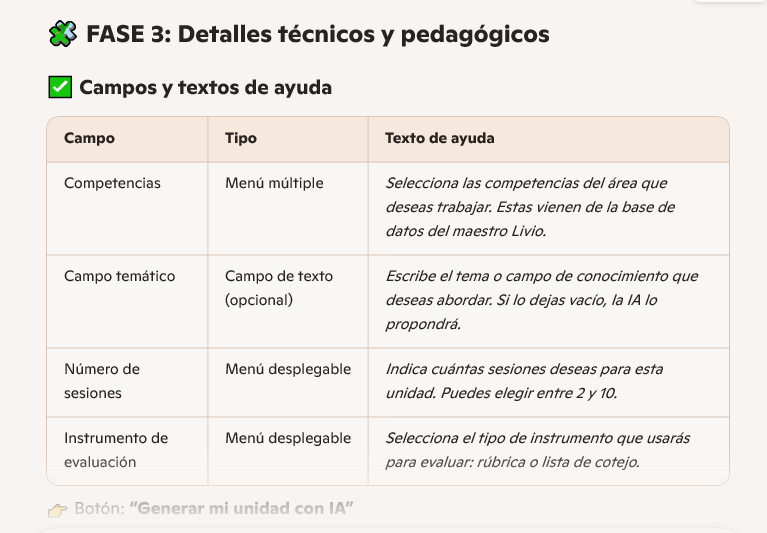 FASE 3: Detalles técnicos y pedagógicos
Campos y textos de ayuda
Campo
Tipo
Texto de ayuda
Competencias
Menú múltiple
Selecciona las competencias del área que
deseas trabajar. Estas vienen de la base de
datos del maestro Livio.
Campo temático
Campo de texto
(opcional)
Escribe el tema o campo de conocimiento que
deseas abordar. Si lo dejas vacío, la IA lo
propondrá.
Número de
sesiones
Menú desplegable
Indica cuántas sesiones deseas para esta
unidad. Puedes elegir entre 2 y 10.
Instrumento de
evaluación
Menú desplegable
Selecciona el tipo de instrumento que usarás
para evaluar: rúbrica o lista de cotejo.
Botón: “Generar mi unidad con IA”